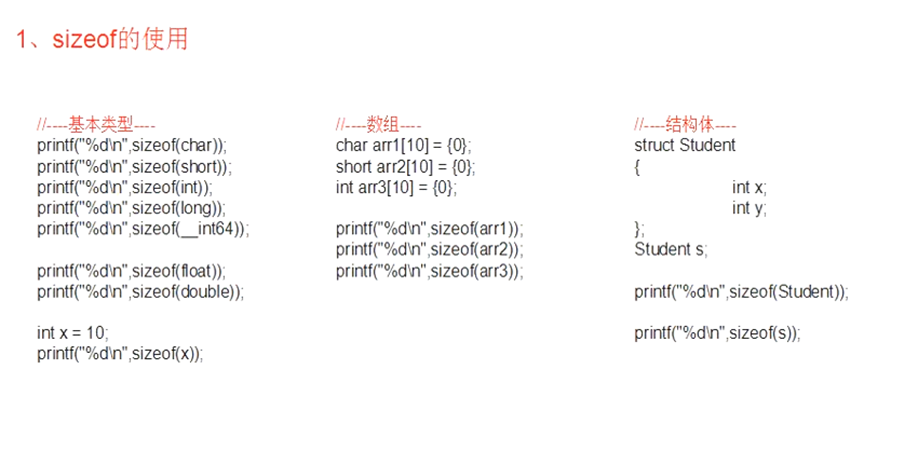 1、sizeof的使用
//----基本类型----
printf("%d\n",sizeof(char));
printf("%d\n",sizeof(short));
printf("%d\n",sizeof(int));
printf("%d\n",sizeof(long));
printf("%d\n",sizeof(__int64));
printf("%d\n",sizeof(float));
printf("%d\n",sizeof(double));
int x = 10;
printf("%d\n",sizeof(x));
//----数组----
char arr1[10] = {0};
short arr2[10] = {0};
int arr3[10] = {0};
printf("%d\n",sizeof(arr1));
printf("%d\n",sizeof(arr2));
printf("%d\n",sizeof(arr3));
//----结构体----
struct Student
{
int x;
int y;
};
Student s;
printf("%d\n",sizeof(Student));
printf("%d\n",sizeof(s));